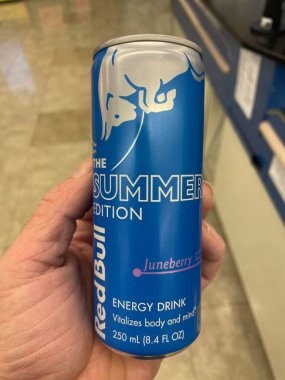 THE
SUMMER
EDITION
Red Bull
Juneberry
ENERGY DRINK
Vitalizes body and mind
250 mL (8.4 FL OZ)